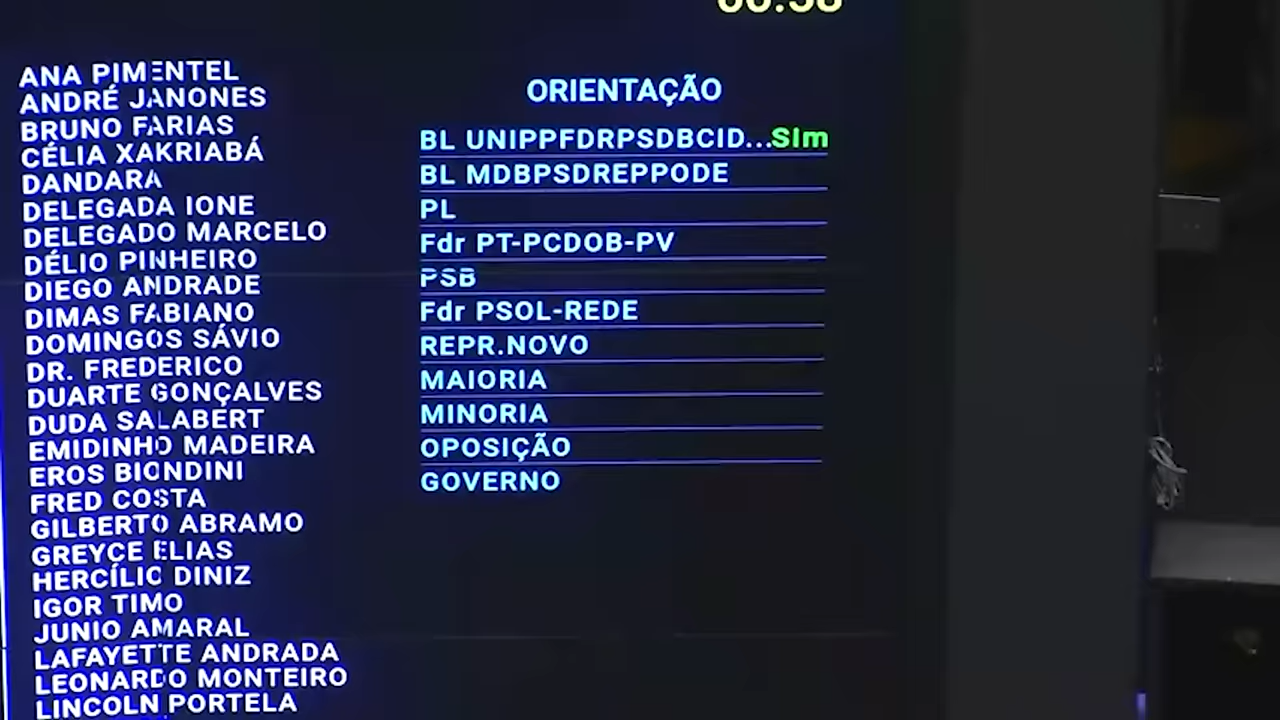 ANA PIMENTEL
ANDRÉ JANONES
BRUNO FARIAS
CÉLIA XAKRIABÁ
DANDARA
DELEGADA IONE
DELEGADO MARCELO
DÉLIO PINHEIRO
DIEGO ANDRADE
DIMAS FABIANO
DOMINGOS SÁVIO
DR. FREDERICO
DUARTE GONÇALVES
DUDA SALABERT
EMIDINHO MADEIRA
EROS BIONDINI
FRED COSTA
GILBERTO ABRAMO
GREYCE ELIAS
HERCÍLIO DINIZ
IGOR TIMO
JUNIO AMARAL
LAFAYETTE ANDRADA
LEONARDO MONTEIRO
LINCOLN PORTELA
ORIENTAÇÃO
BL UNIPPFDRPSDBCID...Sim
BL MDBPSDREPPODE
PL
Fdr PT-PCDOB-PV
PSB
Fdr PSOL-REDE
REPR.NOVO
MAIORIA
MINORIA
OPOSIÇÃO
GOVERNO